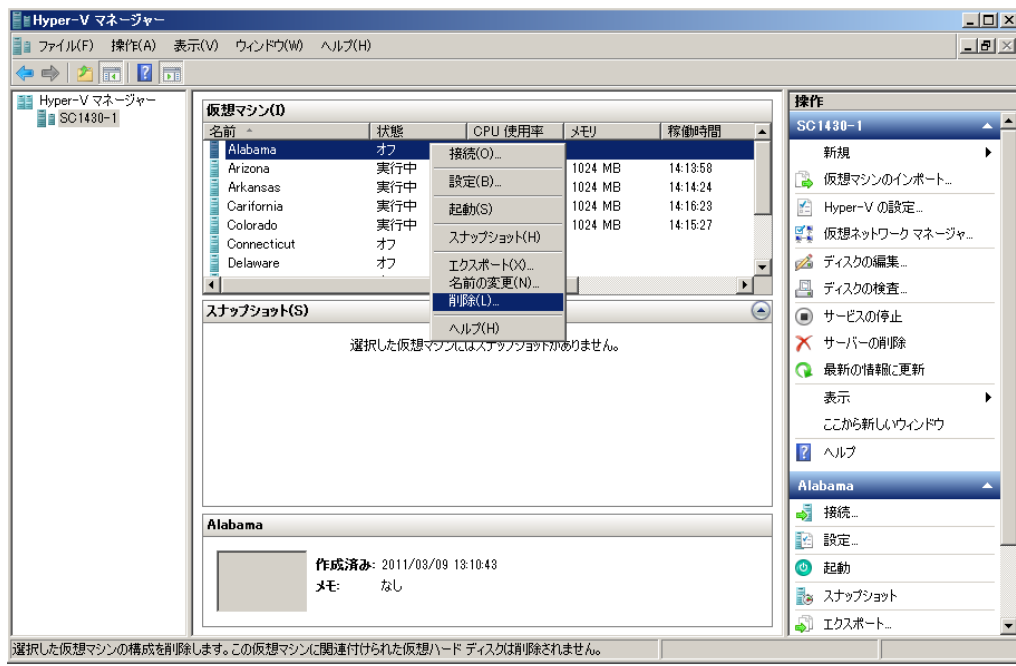 Hyper-V マネージャー
ファイル(F) 操作(A) 表示(V) ウィンドウ(W) ヘルプ(H)
Hyper-V マネージャー
SC1430-1
仮想マシン(I)
名前 状態 CPU 使用率 メモリ 稼働時間
Alabama オフ
Arizona 実行中 1024 MB 14:13:58
Arkansas 実行中 1024 MB 14:14:24
Carifornia 実行中 1024 MB 14:16:23
Colorado 実行中 1024 MB 14:15:27
Connecticut オフ
Delaware オフ
接続(O)...
設定(B)...
起動(S)
スナップショット(H)
エクスポート(X)...
名前の変更(N)...
削除(L)...
ヘルプ(H)
スナップショット(S)
選択した仮想マシンにはスナップショットがありません。
Alabama
作成済み: 2011/03/09 13:10:43
メモ: なし
操作
SC1430-1
新規
仮想マシンのインポート...
Hyper-V の設定...
仮想ネットワーク マネージャ...
ディスクの編集...
ディスクの検査...
サービスの停止
サーバーの削除
最新の情報に更新
表示
ここから新しいウィンドウ
ヘルプ
Alabama
接続...
設定...
起動
スナップショット
エクスポート...
選択した仮想マシンの構成を削除します。この仮想マシンに関連付けられた仮想ハード ディスクは削除されません。